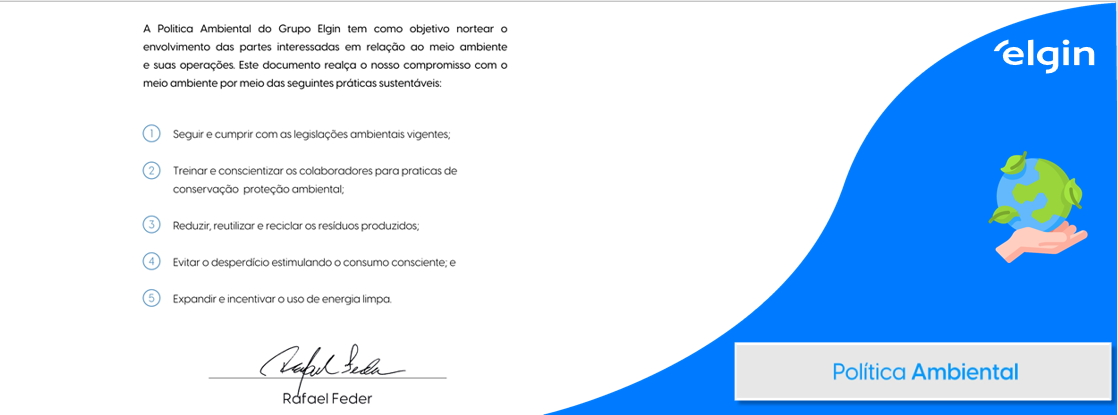 A Politica Ambiental do Grupo Elgin tem como objetivo nortear o
envolvimento das partes interessadas em relação ao meio ambiente
e suas operações. Este documento realça o nosso compromisso com o
meio ambiente por meio das seguintes práticas sustentáveis:
1 Seguir e cumprir com as legislações ambientais vigentes;
2 Treinar e conscientizar os colaboradores para praticas de
conservação proteção ambiental;
3 Reduzir, reutilizar e reciclar os resíduos produzidos;
4 Evitar o desperdício estimulando o consumo consciente; e
5 Expandir e incentivar o uso de energia limpa.
Rafael Feder
Rafael Feder
elgin
Política Ambiental